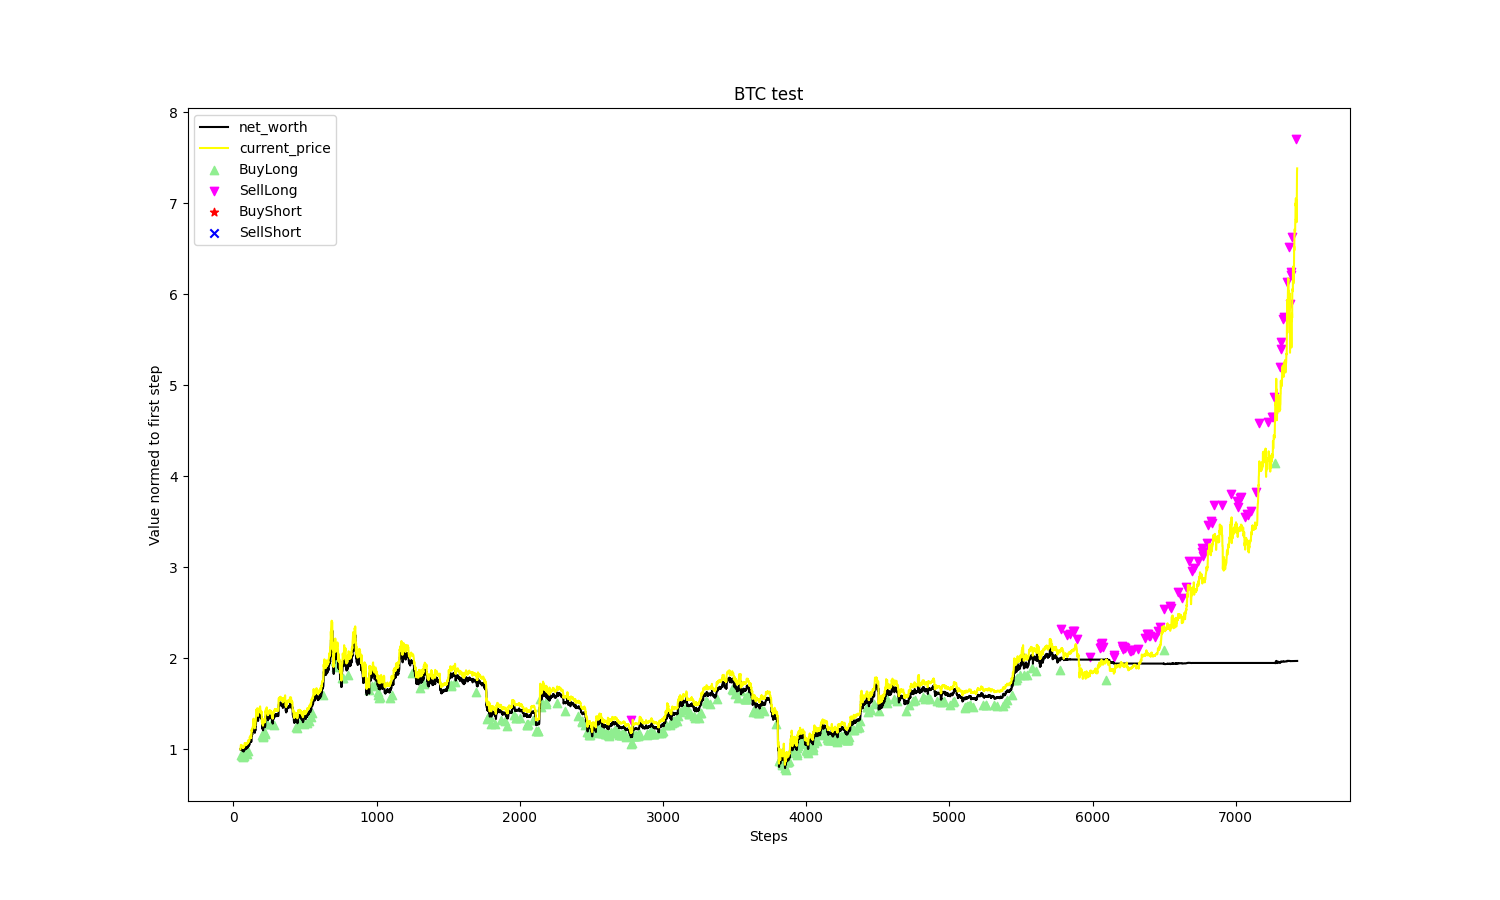 BTC test
8
7
6
5
4
3
2
1
Value normed to first step
net_worth
current_price
BuyLong
SellLong
BuyShort
SellShort
0 1000 2000 3000 4000 5000 6000 7000
Steps